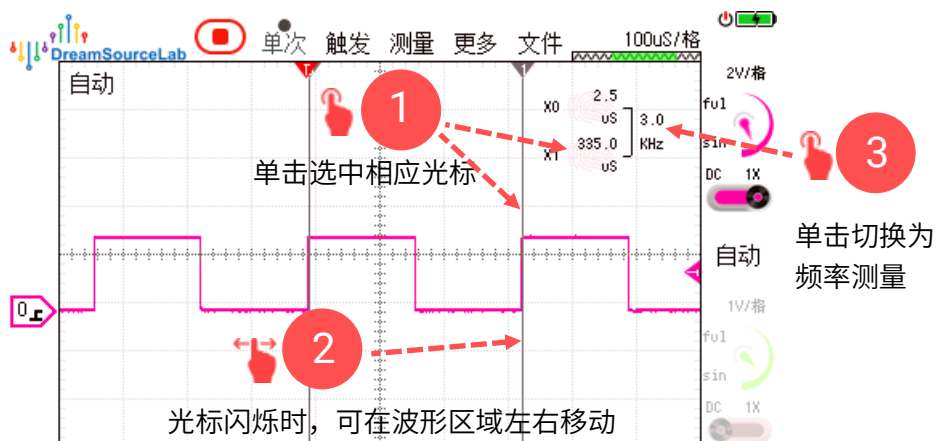 DreamSourceLab
单次 触发 测量 更多 文件 100uS/格
自动
T
1
2V/格
X0 2.5 uS
3.0 KHz
X1 335.0 uS
ful
sin
DC 1X
1
单击选中相应光标
3
单击切换为
频率测量
自动
0
2
光标闪烁时，可在波形区域左右移动
1V/格
ful
sin
DC 1X